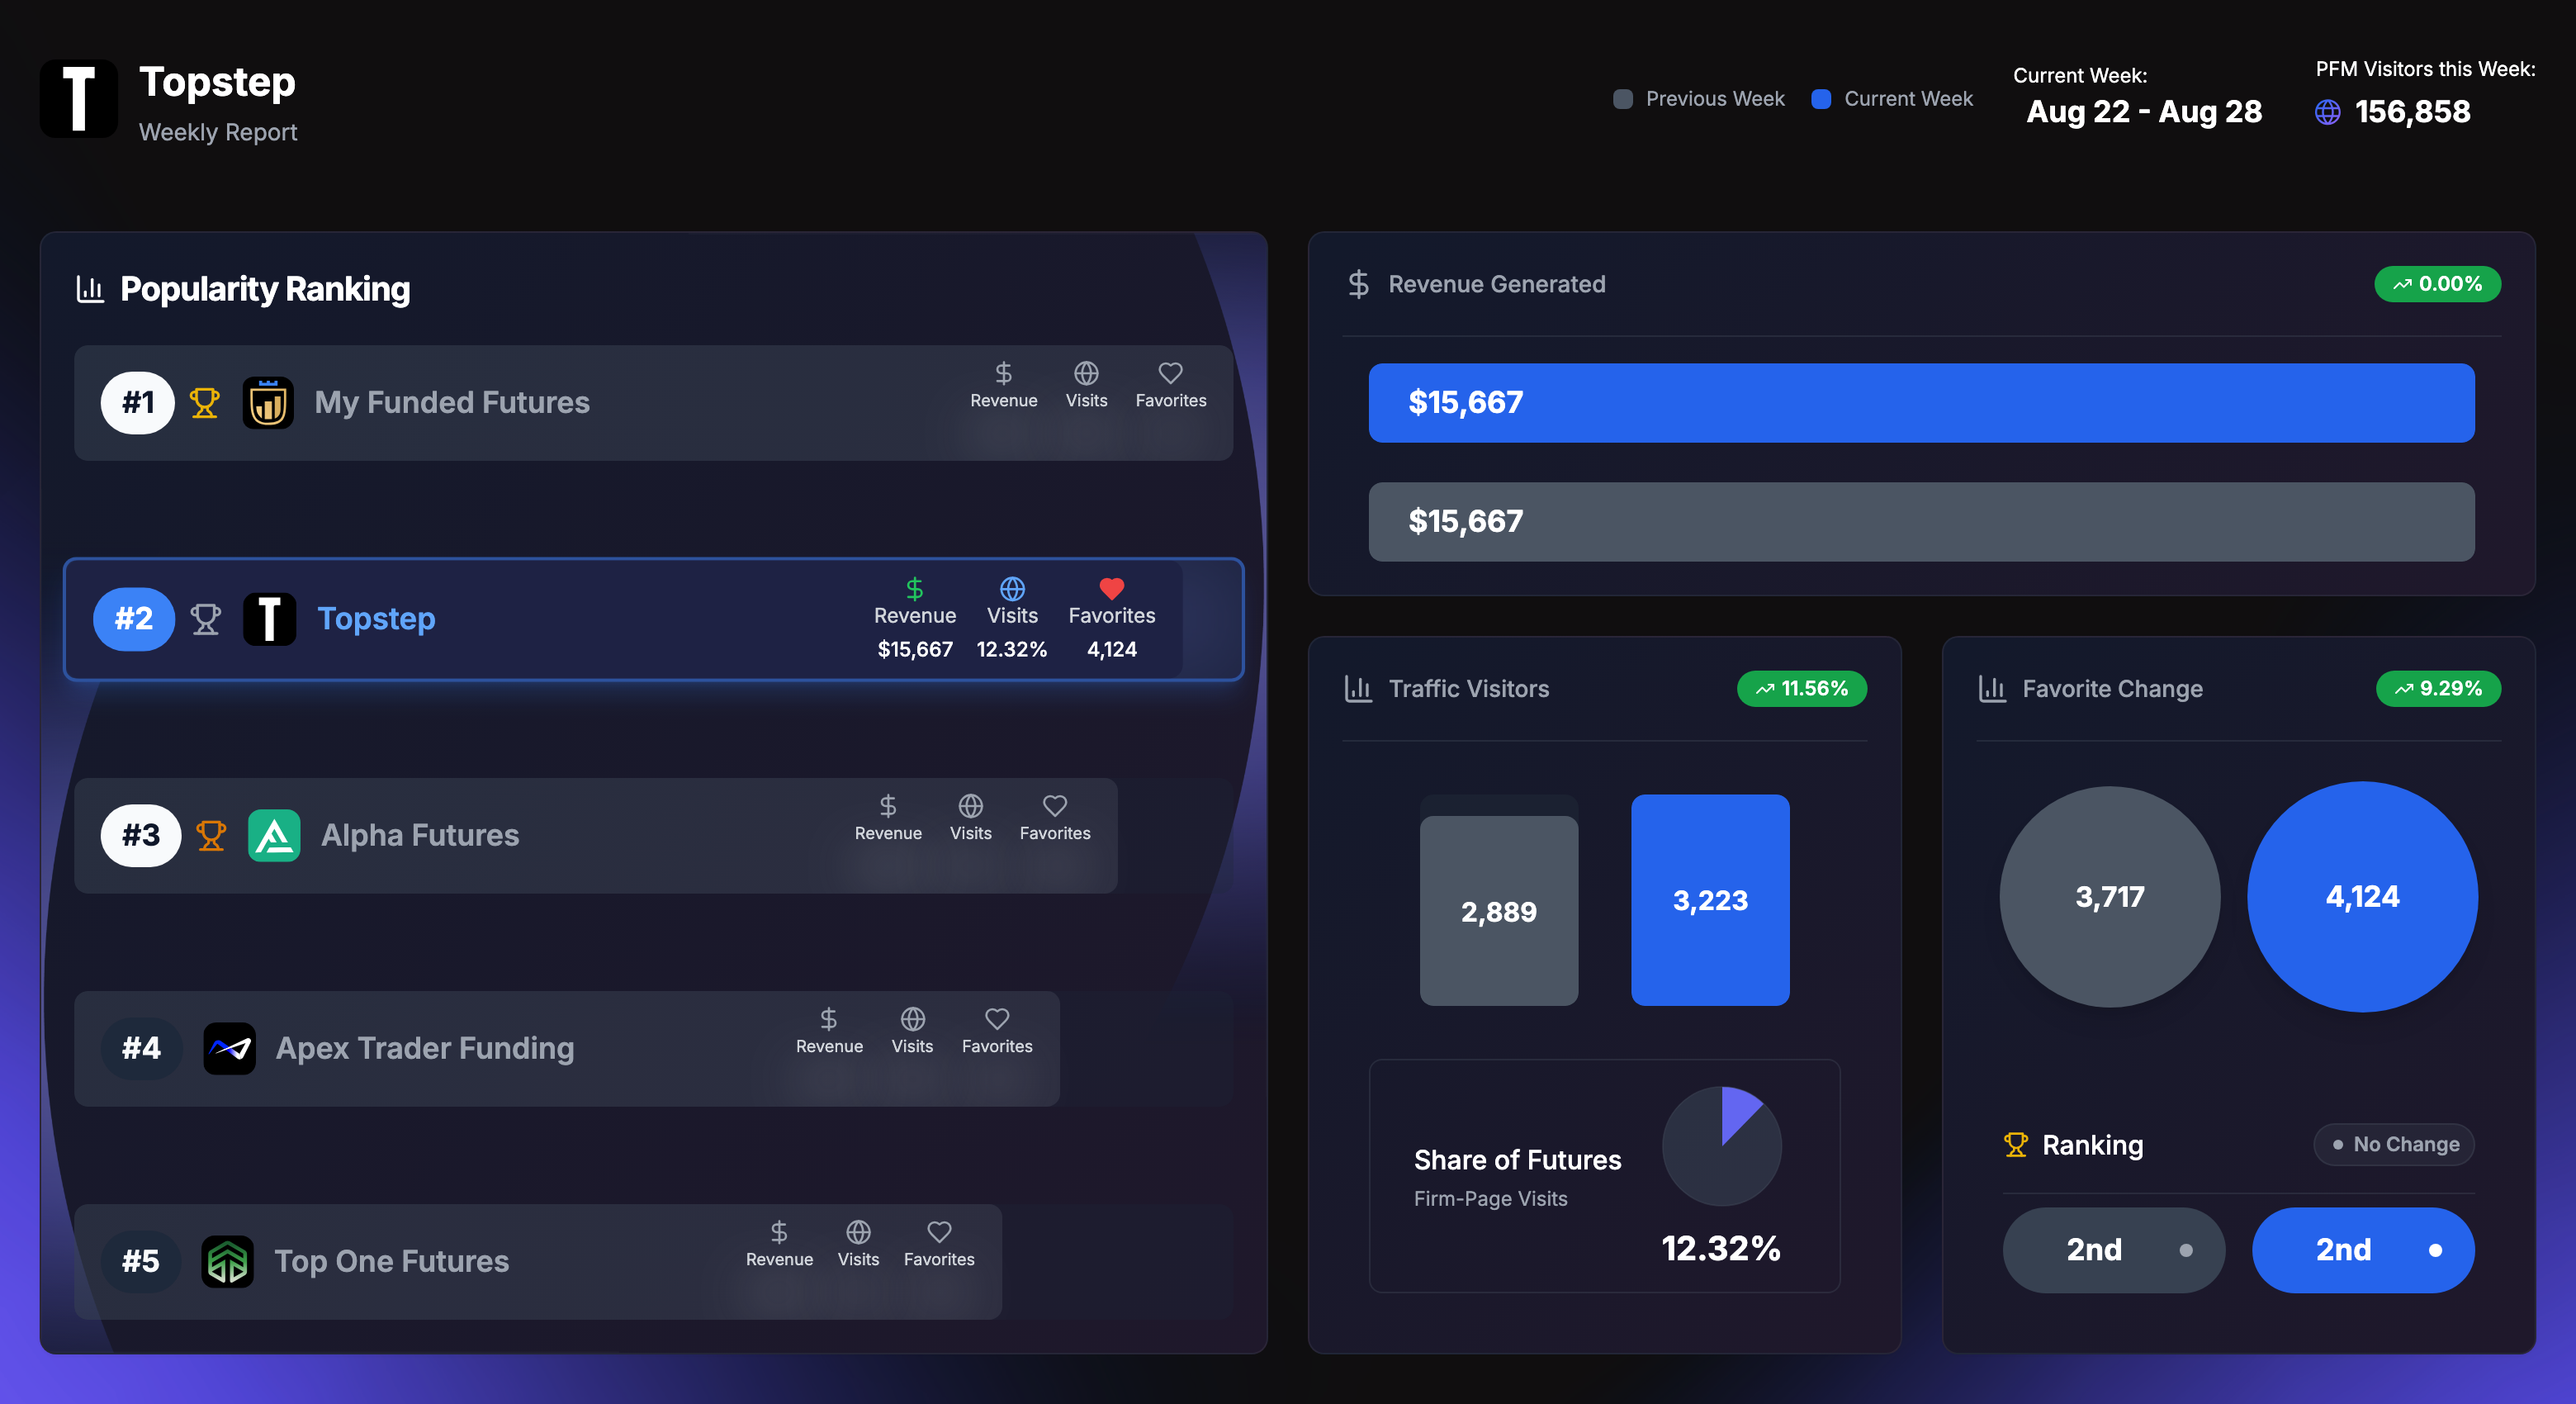 T
Topstep
Weekly Report
Previous Week
Current Week
Current Week:
Aug 22 - Aug 28
PFM Visitors this Week:
156,858
Popularity Ranking
#1
My Funded Futures
Revenue
Visits
Favorites
#2
T
Topstep
Revenue
Visits
Favorites
$15,667
12.32%
4,124
#3
Alpha Futures
Revenue
Visits
Favorites
#4
Apex Trader Funding
Revenue
Visits
Favorites
#5
Top One Futures
Revenue
Visits
Favorites
$ Revenue Generated
0.00%
$15,667
$15,667
Traffic Visitors
11.56%
2,889
3,223
Share of Futures
Firm-Page Visits
12.32%
Favorite Change
9.29%
3,717
4,124
Ranking
No Change
2nd
2nd